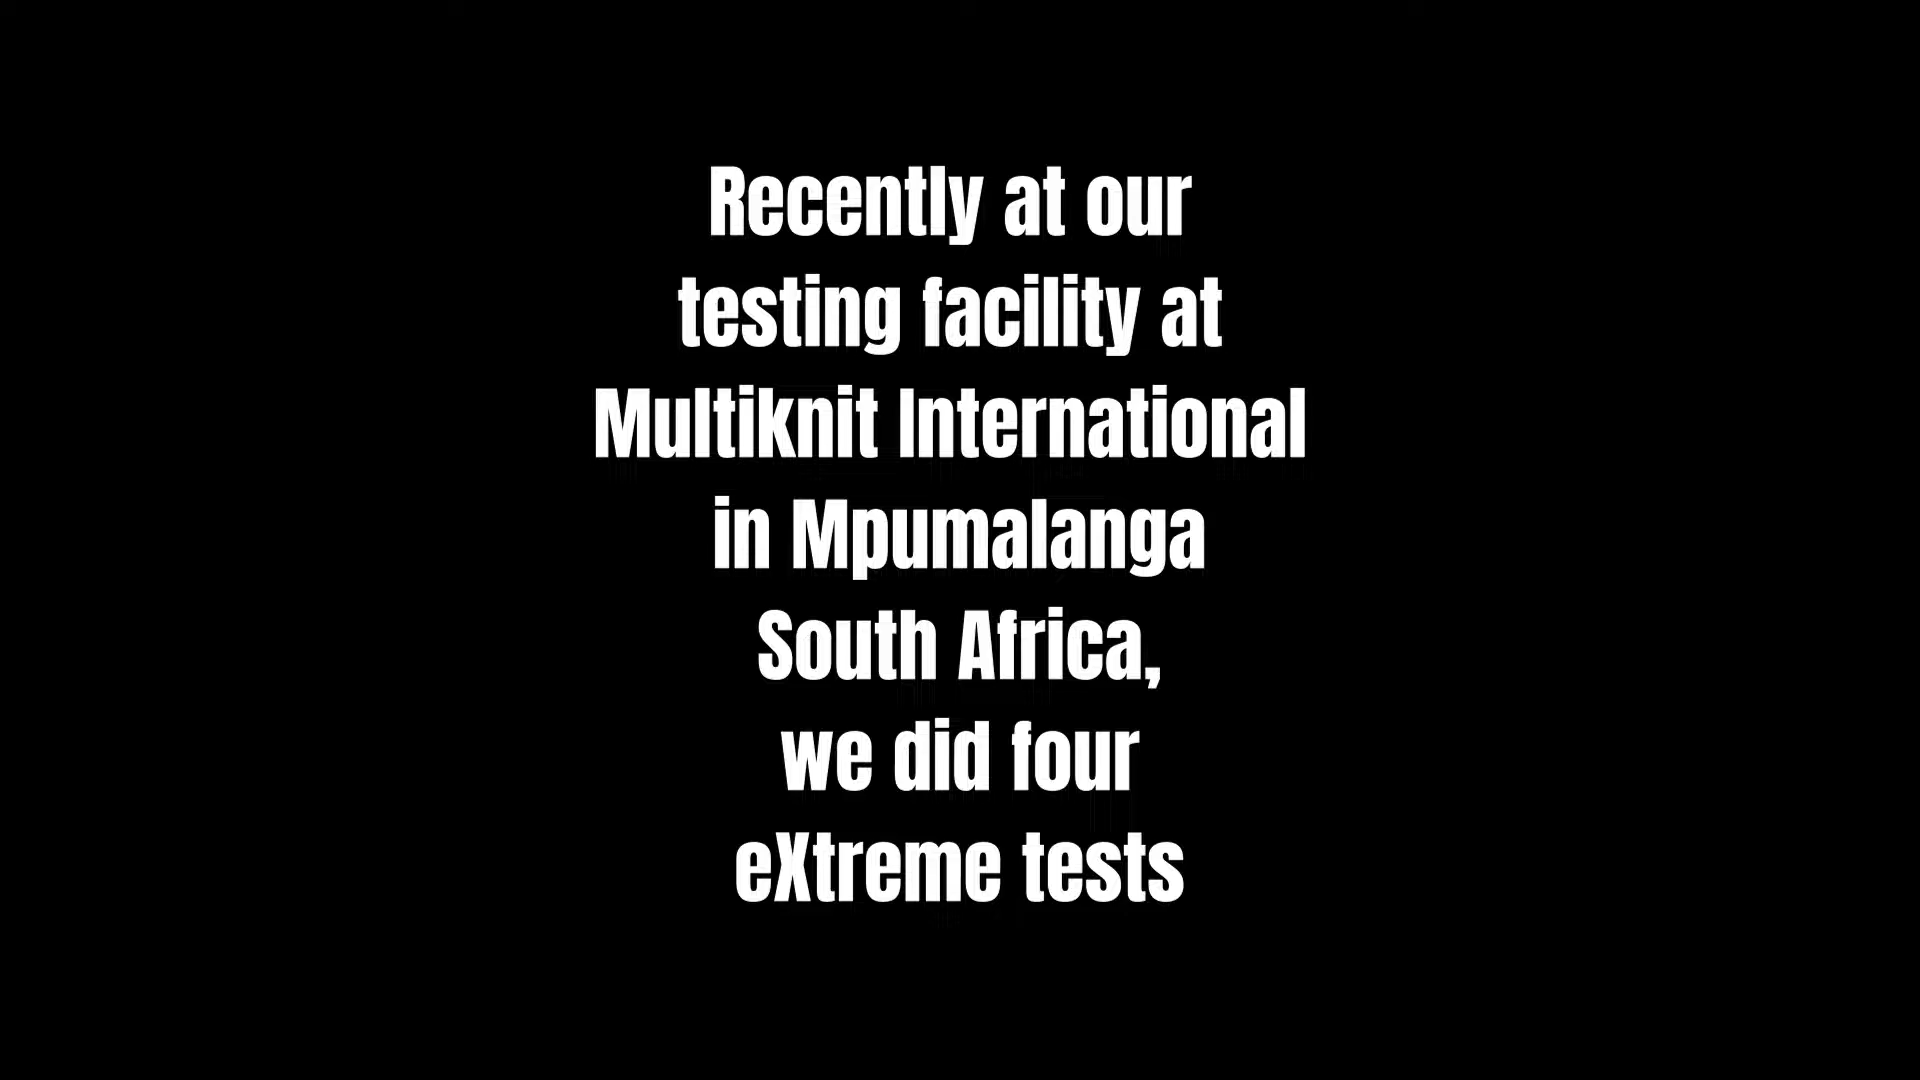 Recently at our
testing facility at
Multiknit International
in Mpumalanga
South Africa,
we did four
eXtreme tests